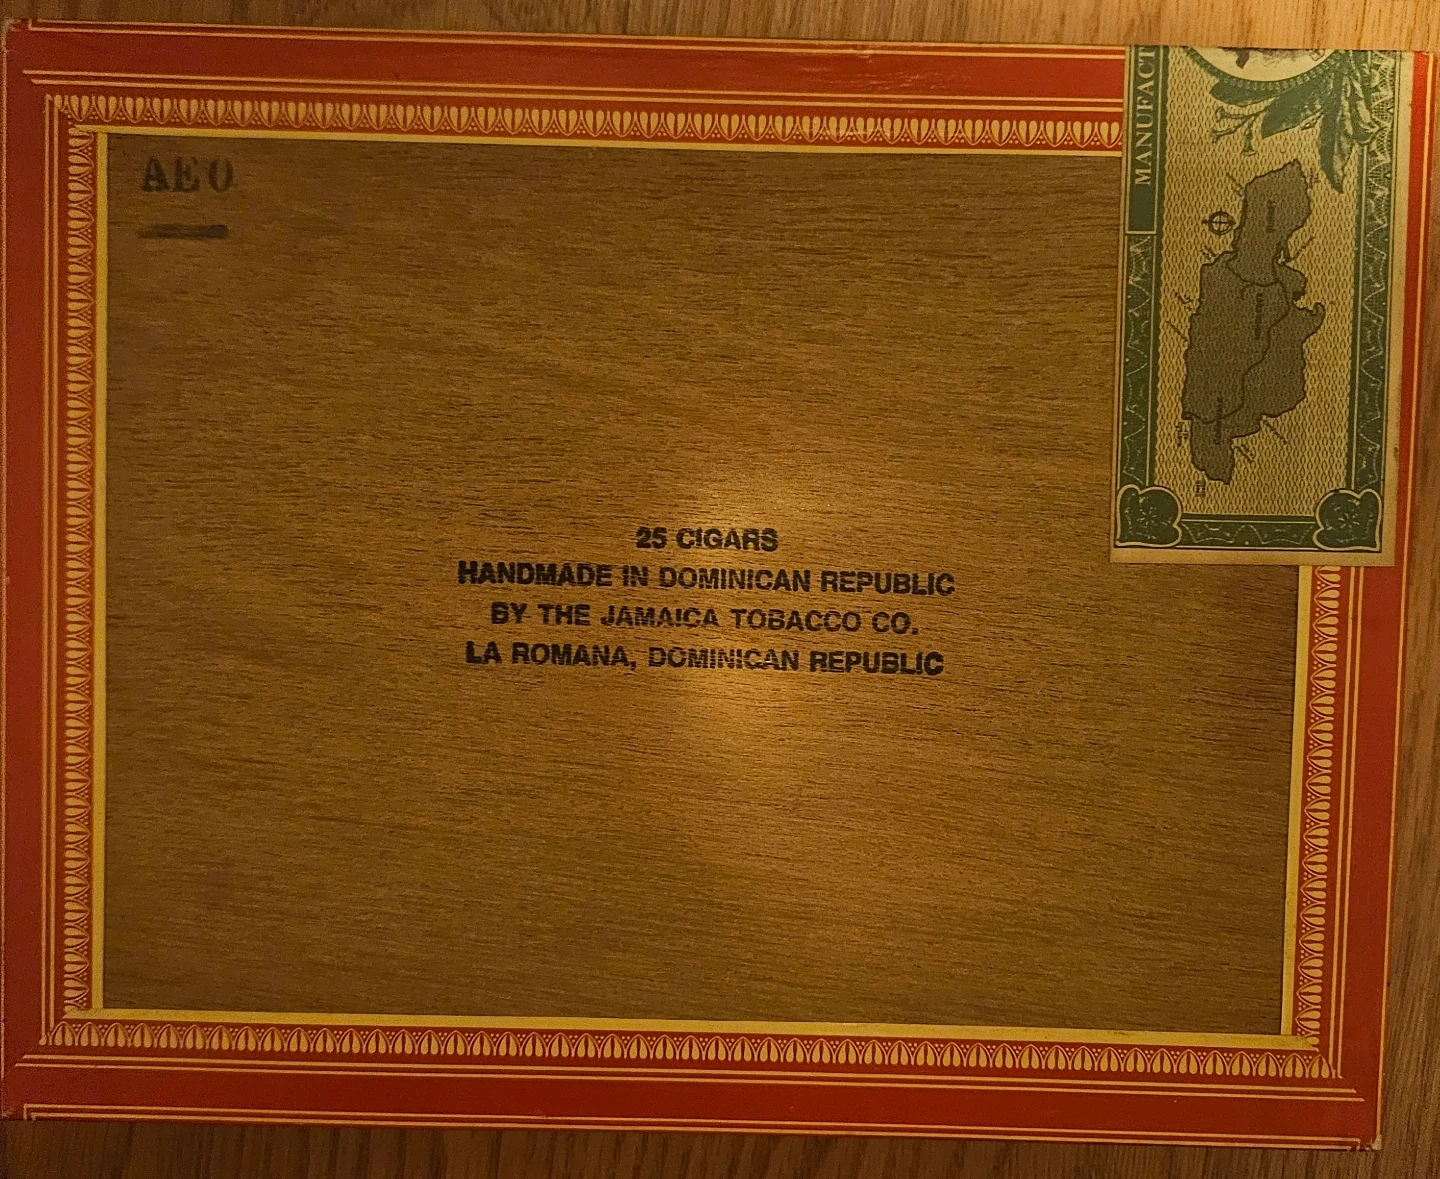 MANUFACT
AEO
25 CIGARS
HANDMADE IN DOMINICAN REPUBLIC
BY THE JAMAICA TOBACCO CO.
LA ROMANA, DOMINICAN REPUBLIC